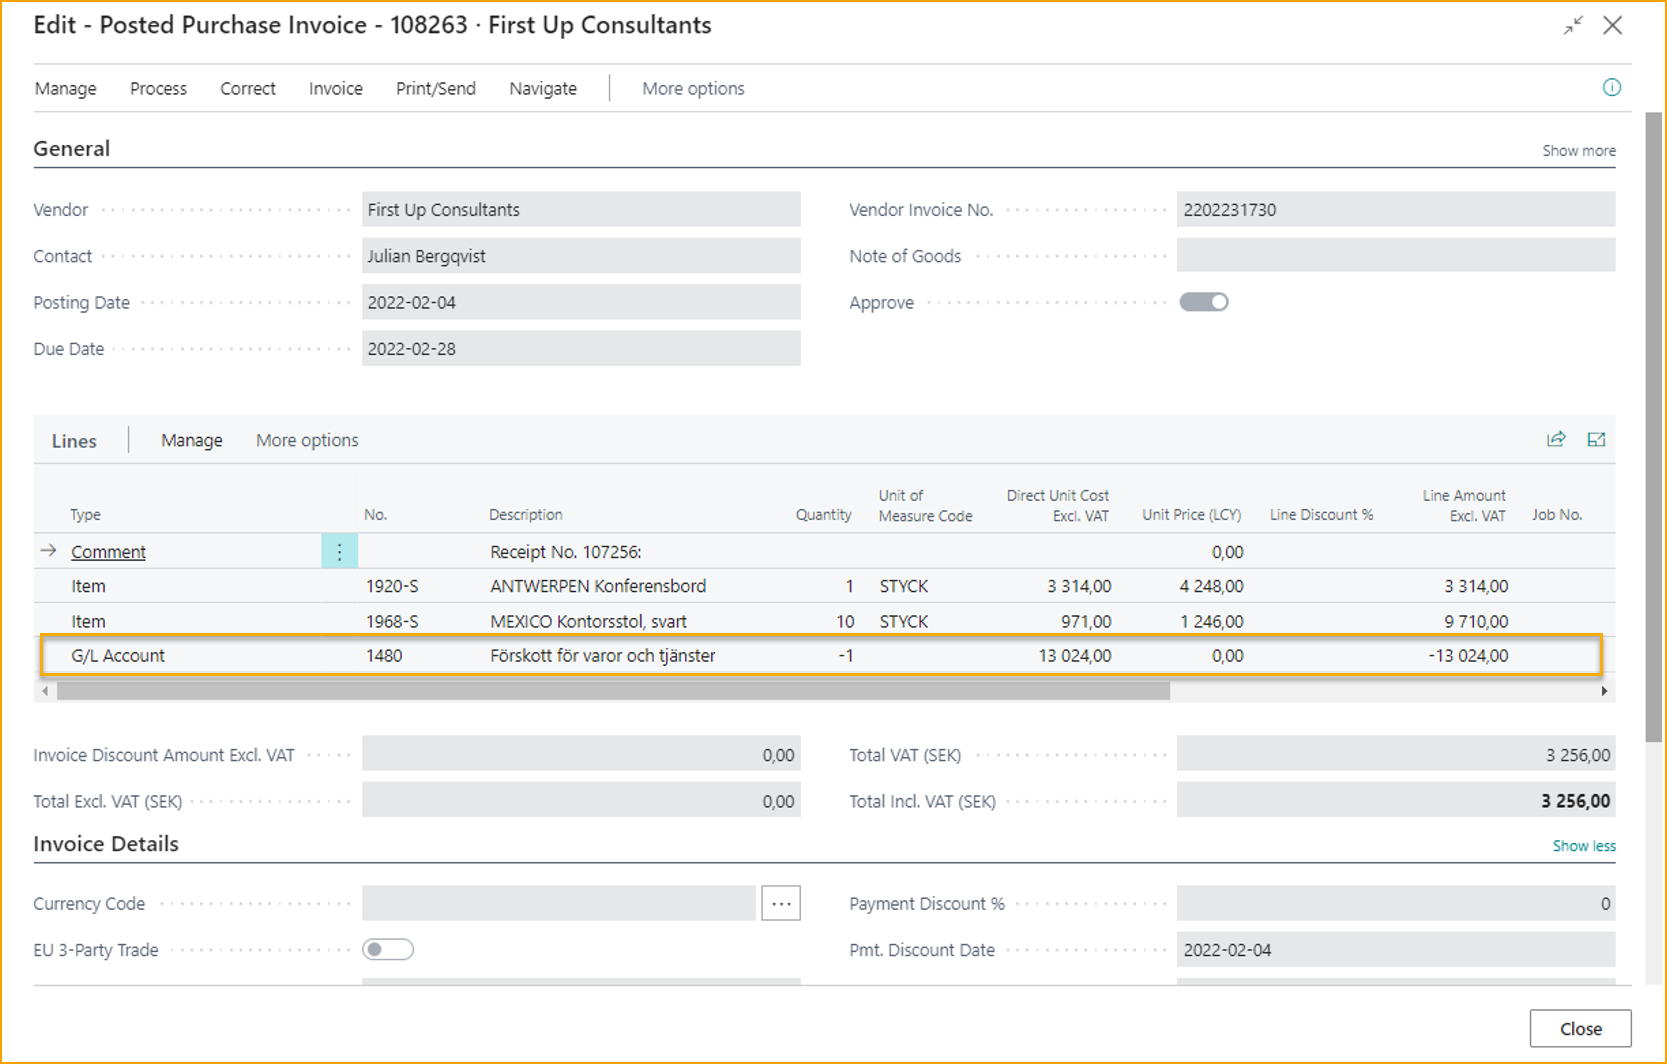 Edit - Posted Purchase Invoice - 108263 · First Up Consultants
Manage Process Correct Invoice Print/Send Navigate More options
General Show more
Vendor First Up Consultants Vendor Invoice No. 2202231730
Contact Julian Bergqvist Note of Goods
Posting Date 2022-02-04 Approve
Due Date 2022-02-28
Lines Manage More options
Type No. Description Quantity Unit of Measure Code Direct Unit Cost Excl. VAT Unit Price (LCY) Line Discount % Line Amount Excl. VAT Job No.
Comment Receipt No. 107256: 0,00
Item 1920-S ANTWERPEN Konferensbord 1 STYCK 3 314,00 4 248,00 3 314,00
Item 1968-S MEXICO Kontorsstol, svart 10 STYCK 971,00 1 246,00 9 710,00
G/L Account 1480 Förskott för varor och tjänster -1 13 024,00 0,00 -13 024,00
Invoice Discount Amount Excl. VAT 0,00 Total VAT (SEK) 3 256,00
Total Excl. VAT (SEK) 0,00 Total Incl. VAT (SEK) 3 256,00
Invoice Details Show less
Currency Code ... Payment Discount % 0
EU 3-Party Trade Pmt. Discount Date 2022-02-04
Close